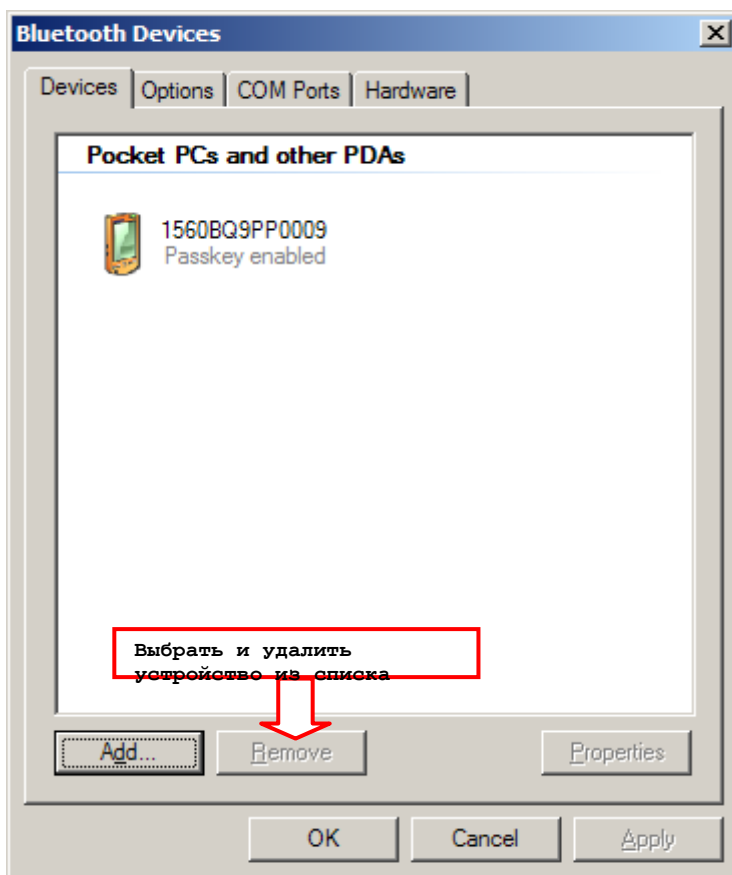 Bluetooth Devices
Devices Options COM Ports Hardware
Pocket PCs and other PDAs
1560BQ9PP0009
Passkey enabled
Выбрать и удалить
устройство из списка
Add... Remove Properties
OK Cancel Apply